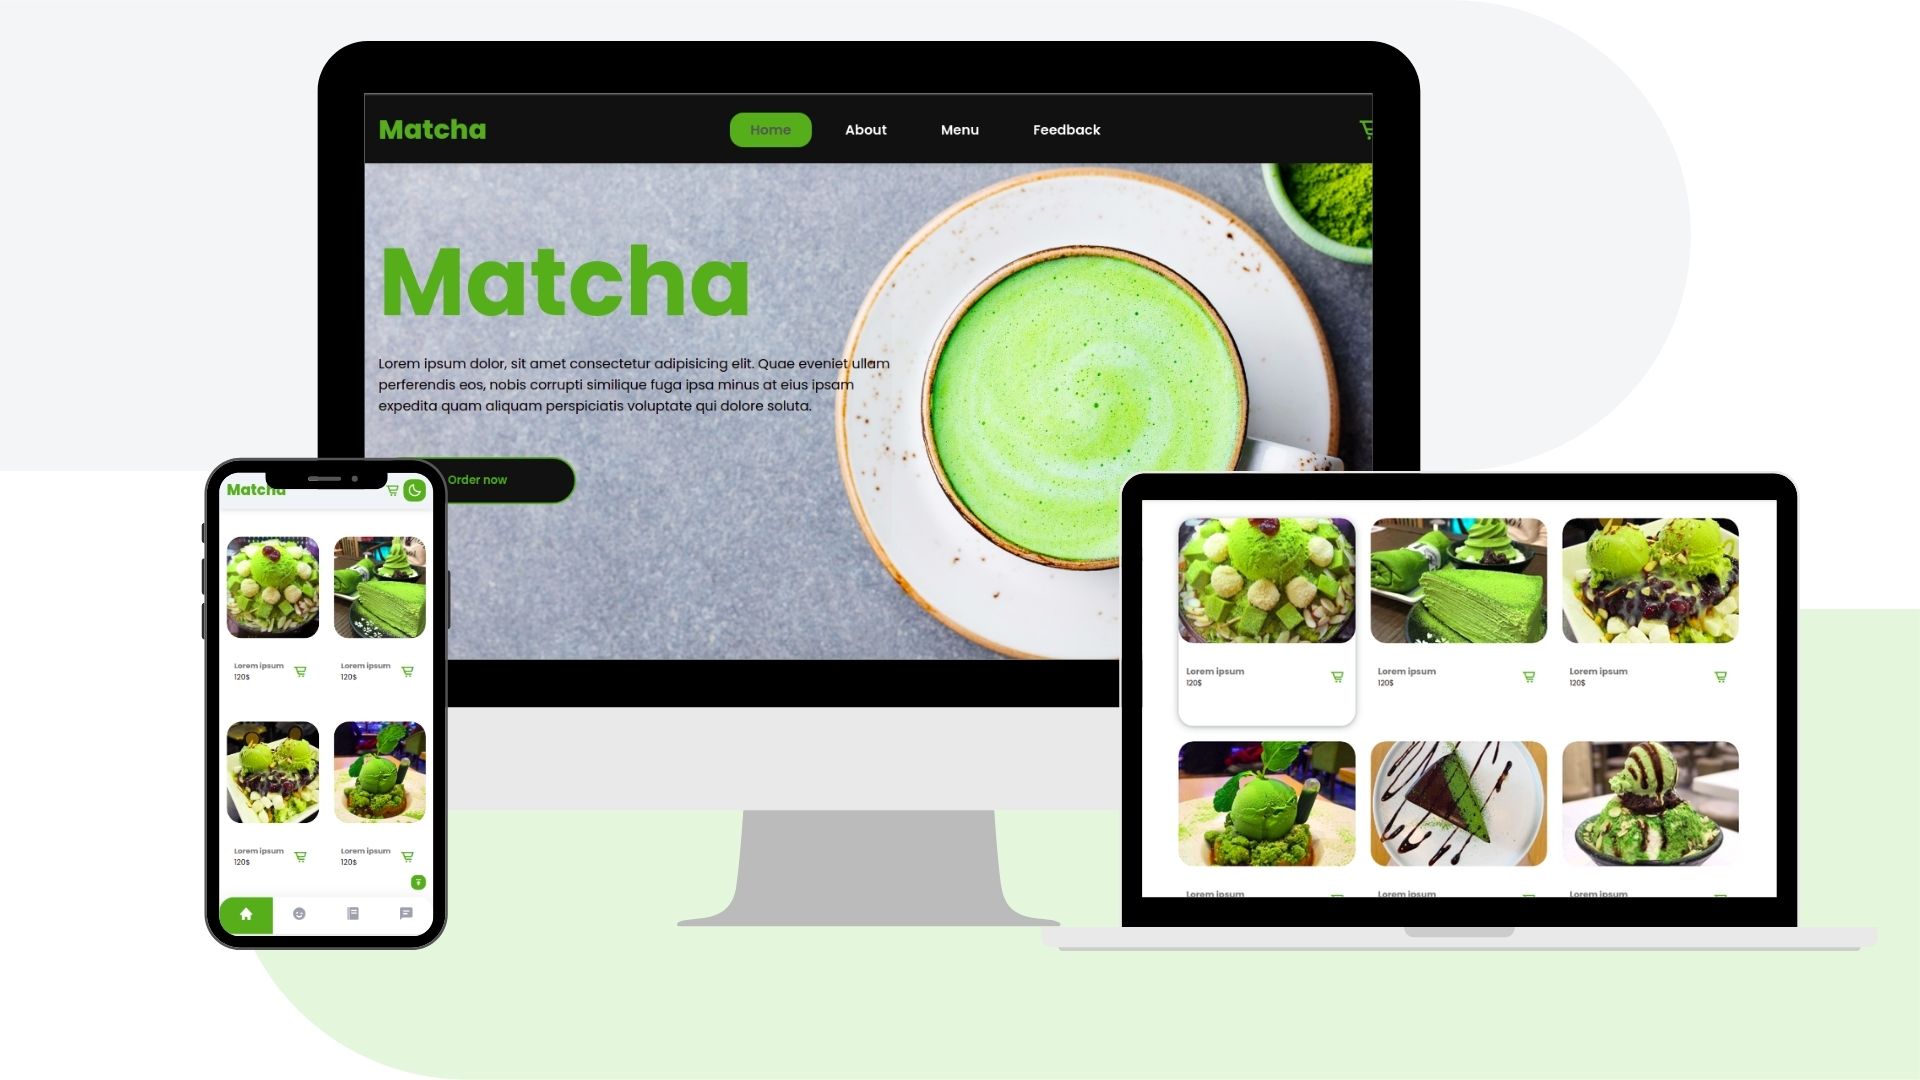 Matcha
Home About Menu Feedback
Matcha
Lorem ipsum dolor, sit amet consectetur adipisicing elit. Quae eveniet ullam
perferendis eos, nobis corrupti similique fuga ipsa minus at eius ipsam
expedita quam aliquam perspiciatis voluptate qui dolore soluta.
Order now
Matcha
Lorem ipsum Lorem ipsum
120$ 120$
Lorem ipsum Lorem ipsum
120$ 120$
Lorem ipsum Lorem ipsum Lorem ipsum
120$ 120$ 120$
Lorem ipsum Lorem ipsum Lorem ipsum